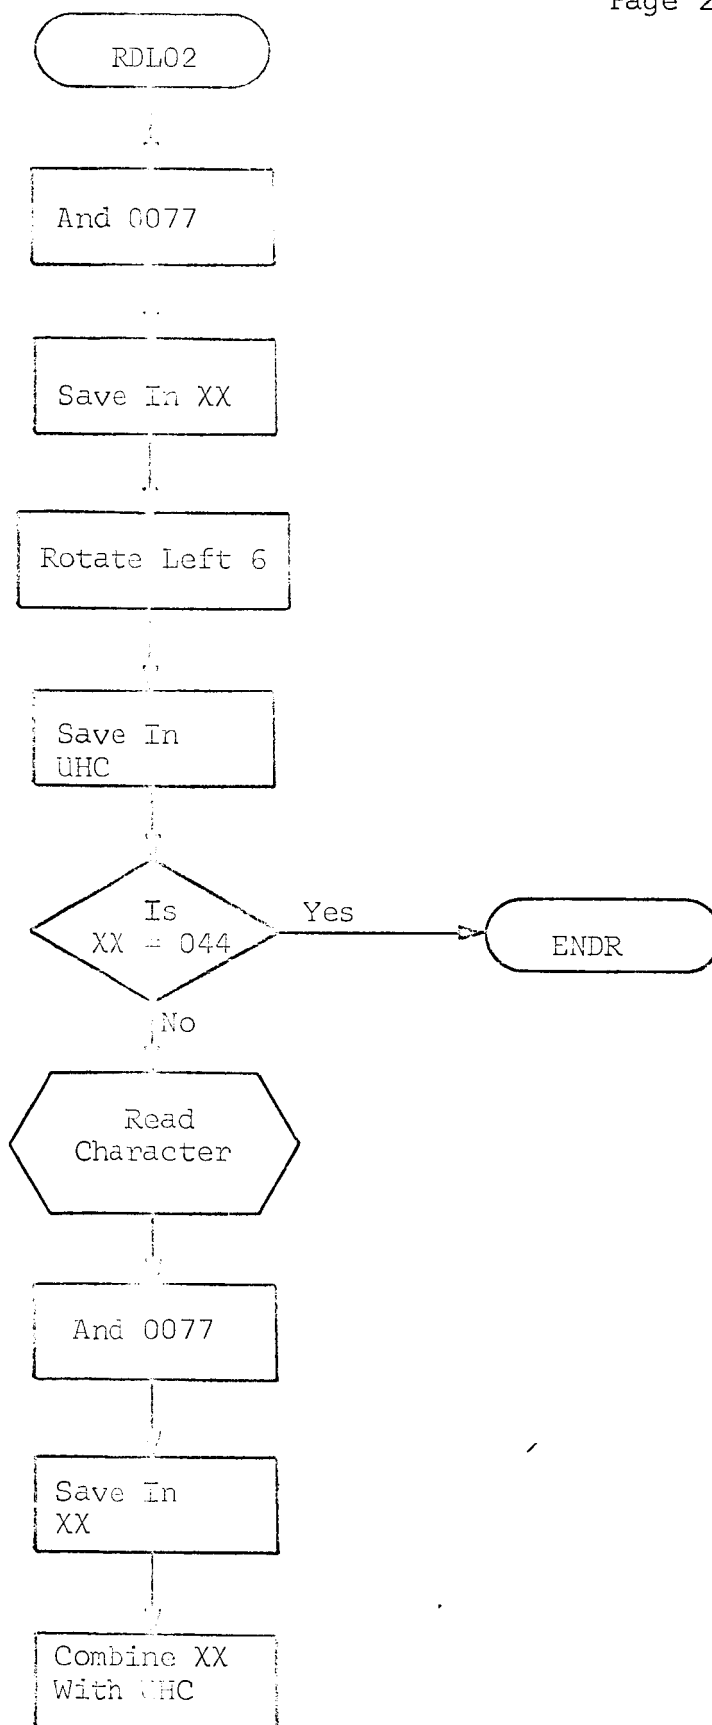 Page 2
RDL02
And 0077
Save In XX
Rotate Left 6
Save In
UHC
Is
XX = 044
Yes
ENDR
No
Read
Character
And 0077
Save In
XX
Combine XX
With UHC